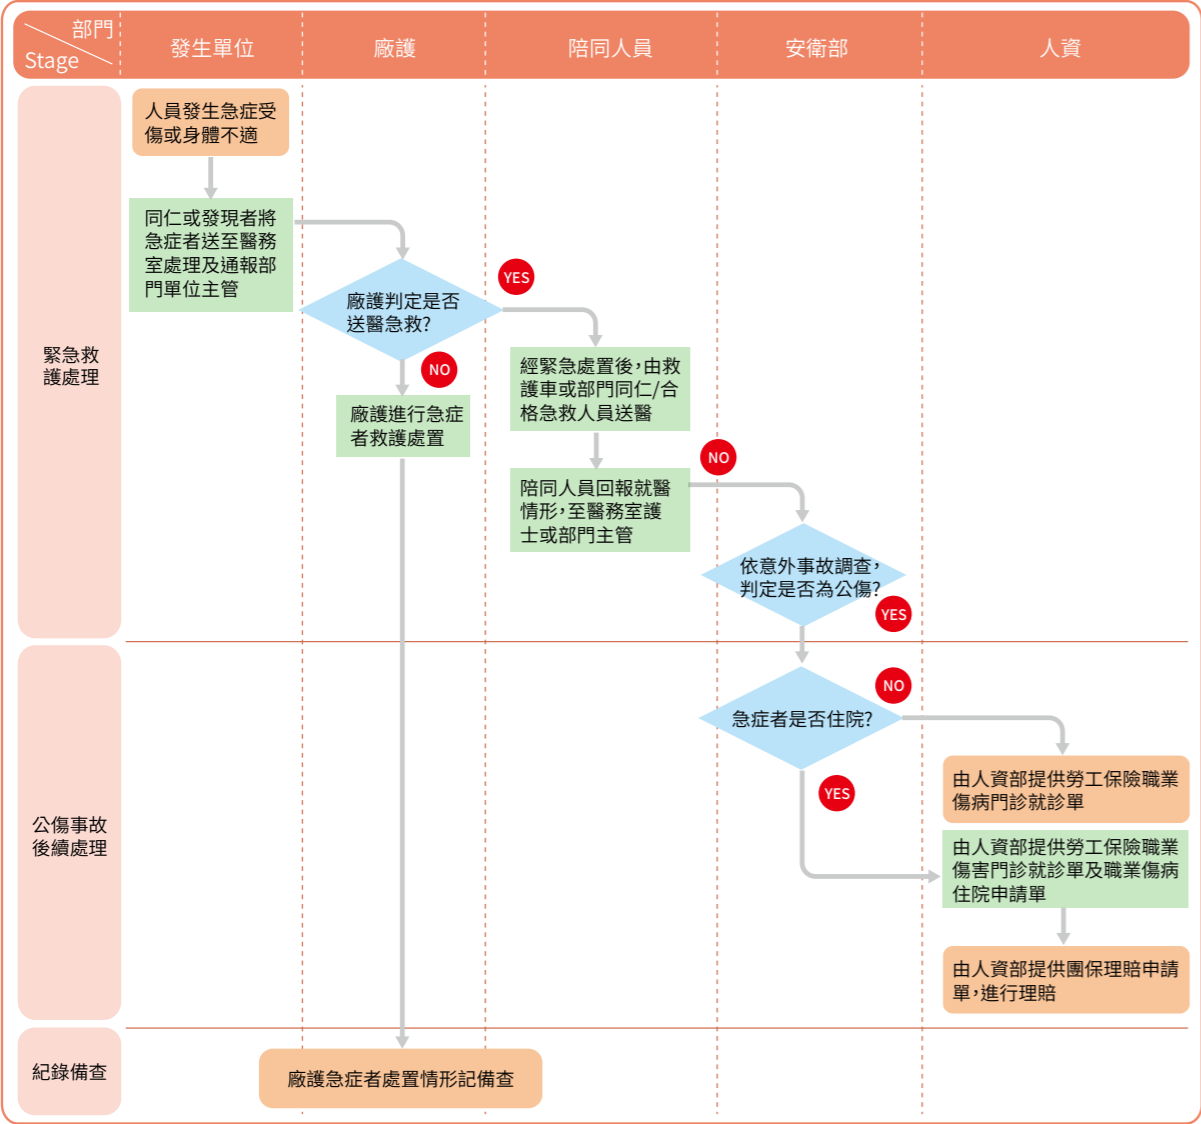 部門
Stage
發生單位
廠護
陪同人員
安衛部
人資
緊急救
護處理
人員發生急症受
傷或身體不適
同仁或發現者將
急症者送至醫務
室處理及通報部
門單位主管
廠護判定是否
送醫急救?
YES
NO
廠護進行急症
者救護處置
經緊急處置後,由救
護車或部門同仁/合
格急救人員送醫
陪同人員回報就醫
情形,至醫務室護
士或部門主管
NO
依意外事故調查,
判定是否為公傷?
YES
公傷事故
後續處理
急症者是否住院?
NO
YES
由人資部提供勞工保險職業
傷病門診就診單
由人資部提供勞工保險職業
傷害門診就診單及職業傷病
住院申請單
由人資部提供團保理賠申請
單,進行理賠
紀錄備查
廠護急症者處置情形記備查